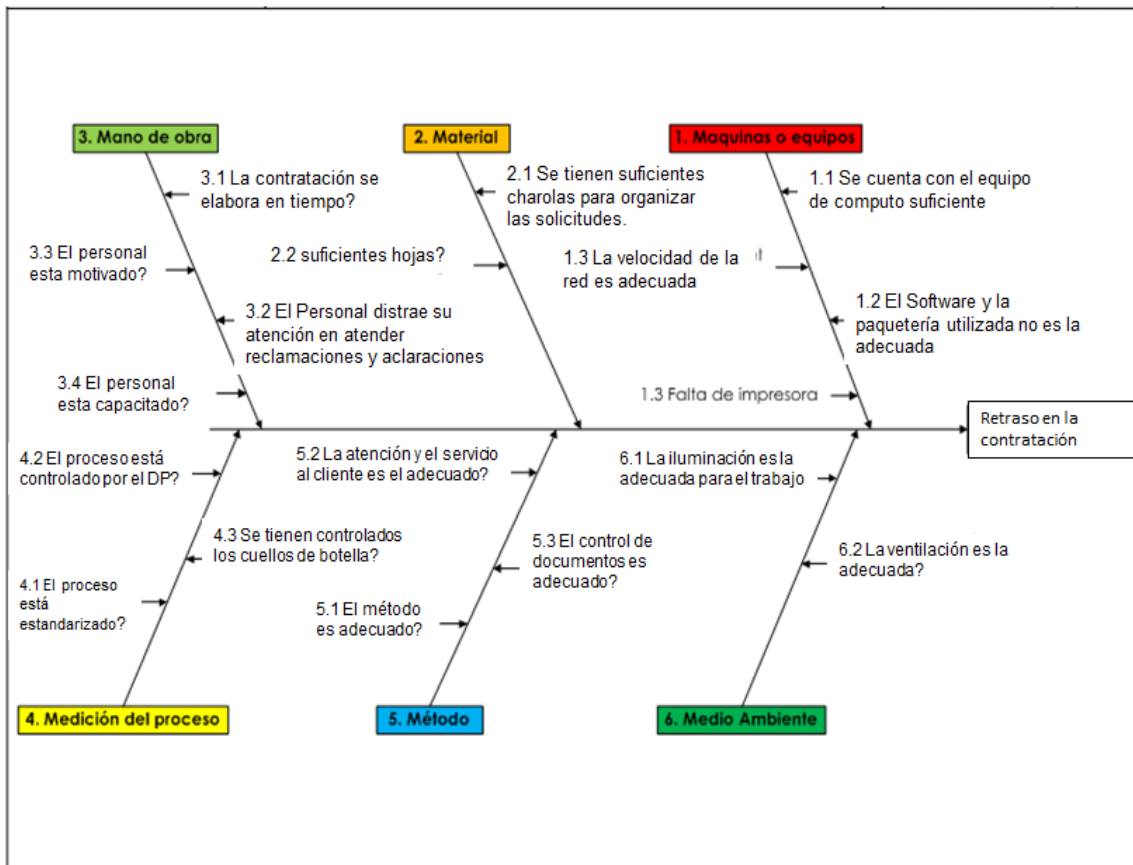 3. Mano de obra
2. Material
1. Maquinas o equipos
3.1 La contratación se
elabora en tiempo?
2.1 Se tienen suficientes
charolas para organizar
las solicitudes.
1.1 Se cuenta con el equipo
de computo suficiente
3.3 El personal
esta motivado?
2.2 suficientes hojas?
1.3 La velocidad de la
red es adecuada
3.2 El Personal distrae su
atención en atender
reclamaciones y aclaraciones
1.2 El Software y la
paquetería utilizada no es la
adecuada
3.4 El personal
esta capacitado?
1.3 Falta de impresora
Retraso en la
contratación
4.2 El proceso está
controlado por el DP?
5.2 La atención y el servicio
al cliente es el adecuado?
6.1 La iluminación es la
adecuada para el trabajo
4.3 Se tienen controlados
los cuellos de botella?
5.3 El control de
documentos es
adecuado?
6.2 La ventilación es la
adecuada?
4.1 El proceso
está
estandarizado?
5.1 El método
es adecuado?
4. Medición del proceso
5. Método
6. Medio Ambiente